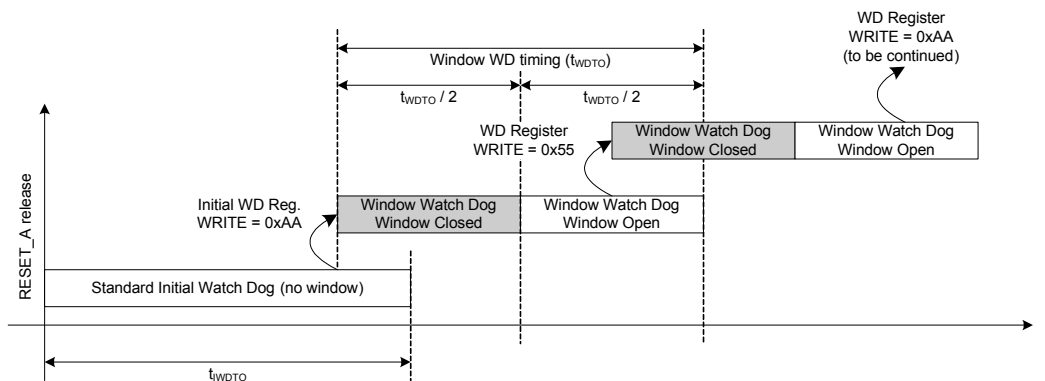 WD Register
WRITE = 0xAA
(to be continued)
Window WD timing (tWDTO)
tWDTO / 2
tWDTO / 2
WD Register
WRITE = 0x55
Window Watch Dog
Window Closed
Window Watch Dog
Window Open
Initial WD Reg.
WRITE = 0xAA
Window Watch Dog
Window Closed
Window Watch Dog
Window Open
RESET_A release
Standard Initial Watch Dog (no window)
tIWDTO